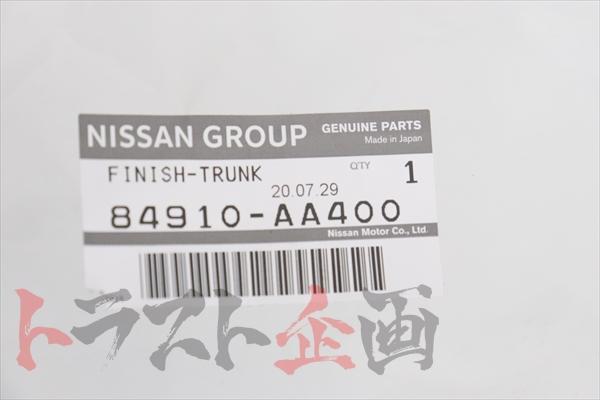 NISSAN GROUP GENUINE PARTS
Made in Japan
FINISH-TRUNK Q'TY 1
20.07.29
84910-AA400
Nissan Motor Co., Ltd.
トラスト企画